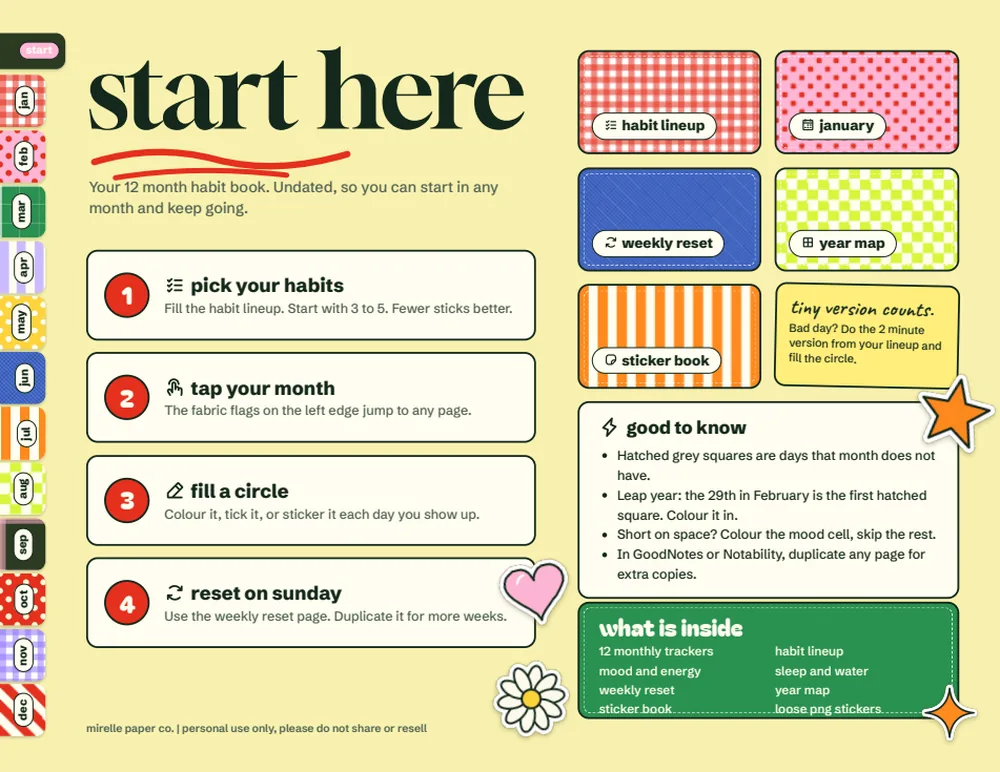 start
jan
feb
mar
apr
may
jun
jul
aug
sep
oct
nov
dec
start here
Your 12 month habit book. Undated, so you can start in any
month and keep going.
1
pick your habits
Fill the habit lineup. Start with 3 to 5. Fewer sticks better.
2
tap your month
The fabric flags on the left edge jump to any page.
3
fill a circle
Colour it, tick it, or sticker it each day you show up.
4
reset on sunday
Use the weekly reset page. Duplicate it for more weeks.
mirelle paper co. | personal use only, please do not share or resell
habit lineup
january
weekly reset
year map
sticker book
tiny version counts.
Bad day? Do the 2 minute
version from your lineup and
fill the circle.
good to know
• Hatched grey squares are days that month does not
have.
• Leap year: the 29th in February is the first hatched
square. Colour it in.
• Short on space? Colour the mood cell, skip the rest.
• In GoodNotes or Notability, duplicate any page for
extra copies.
what is inside
12 monthly trackers
habit lineup
mood and energy
sleep and water
weekly reset
year map
sticker book
loose png stickers